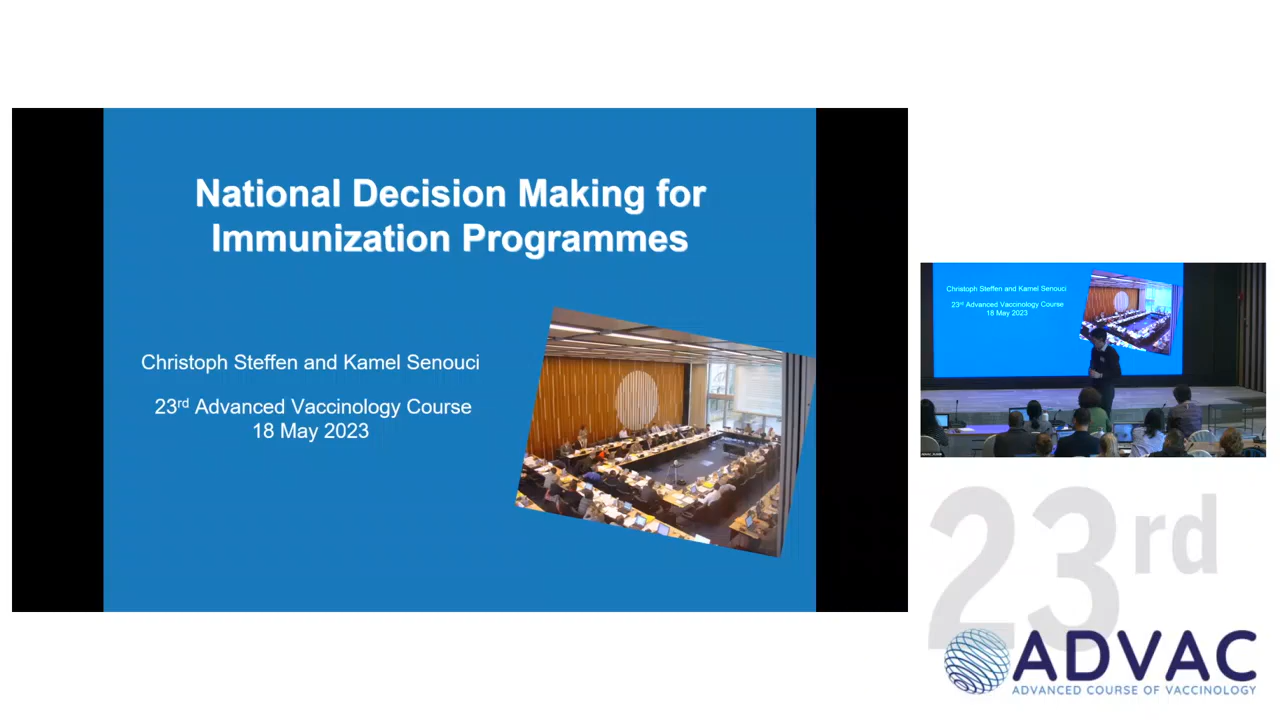 National Decision Making for
Immunization Programmes
Christoph Steffen and Kamel Senouci
23rd Advanced Vaccinology Course
18 May 2023
Christoph Steffen and Kamel Senouci
23rd Advanced Vaccinology Course
18 May 2023
23rd
ADVAC
ADVANCED COURSE OF VACCINOLOGY